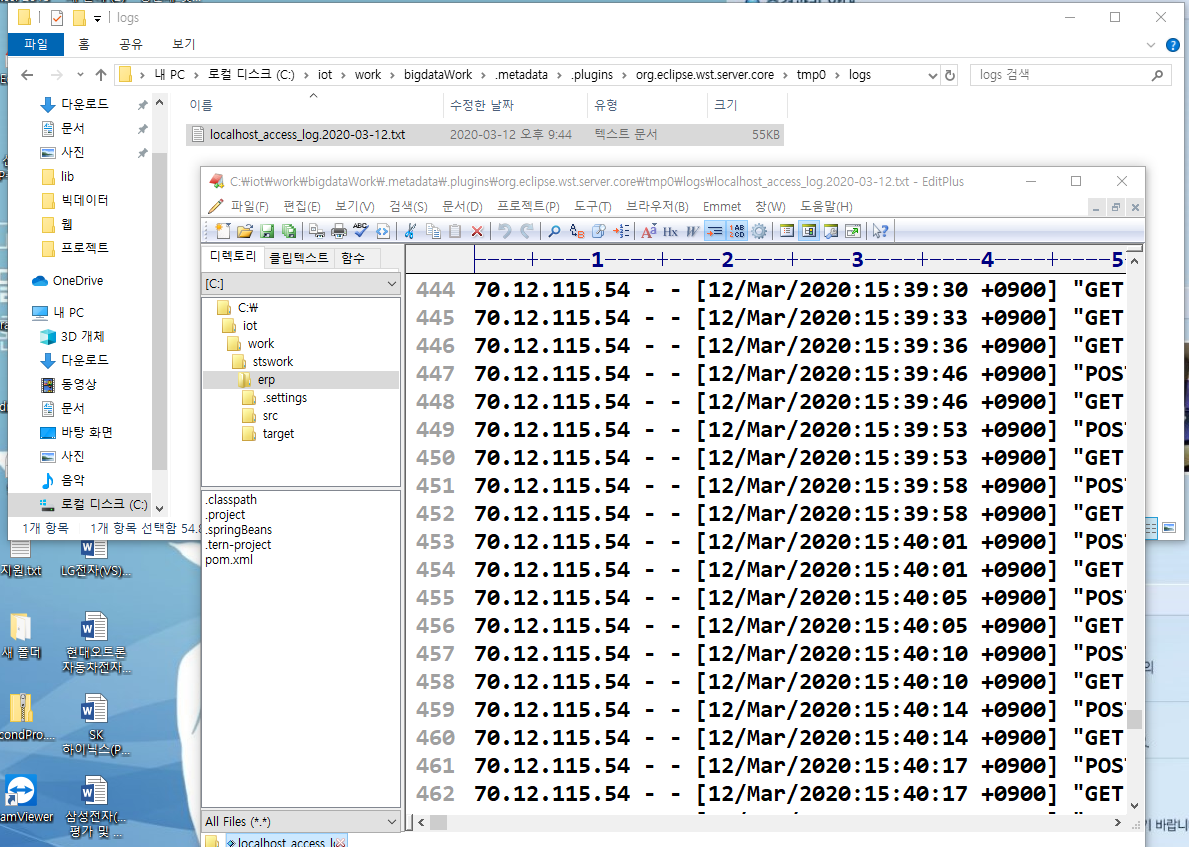 logs
파일 홈 공유 보기
내 PC > 로컬 디스크 (C:) > iot > work > bigdataWork > .metadata > .plugins > org.eclipse.wst.server.core > tmp0 > logs
logs 검색
다운로드
문서
사진
lib
빅데이터
웹
프로젝트
OneDrive
내 PC
3D 개체
다운로드
동영상
문서
바탕 화면
사진
음악
로컬 디스크 (C:)
이름 수정한 날짜 유형 크기
localhost_access_log.2020-03-12.txt 2020-03-12 오후 9:44 텍스트 문서 55KB
1개 항목 1개 항목 선택함 54.8
C:₩iot₩work₩bigdataWork₩.metadata₩.plugins₩org.eclipse.wst.server.core₩tmp0₩logs₩localhost_access_log.2020-03-12.txt - EditPlus
파일(F) 편집(E) 보기(V) 검색(S) 문서(D) 프로젝트(P) 도구(T) 브라우저(B) Emmet 창(W) 도움말(H)
디렉토리 클립텍스트 함수
[C:]
C:₩
iot
work
stswork
erp
.settings
src
target
.classpath
.project
.springBeans
.tern-project
pom.xml
All Files (*.*)
localhost_access_lo
----+----1----+----2----+----3----+----4----+----5
444 70.12.115.54 - - [12/Mar/2020:15:39:30 +0900] "GET
445 70.12.115.54 - - [12/Mar/2020:15:39:33 +0900] "GET
446 70.12.115.54 - - [12/Mar/2020:15:39:36 +0900] "GET
447 70.12.115.54 - - [12/Mar/2020:15:39:46 +0900] "POST
448 70.12.115.54 - - [12/Mar/2020:15:39:46 +0900] "GET
449 70.12.115.54 - - [12/Mar/2020:15:39:53 +0900] "POST
450 70.12.115.54 - - [12/Mar/2020:15:39:53 +0900] "GET
451 70.12.115.54 - - [12/Mar/2020:15:39:58 +0900] "POST
452 70.12.115.54 - - [12/Mar/2020:15:39:58 +0900] "GET
453 70.12.115.54 - - [12/Mar/2020:15:40:01 +0900] "POST
454 70.12.115.54 - - [12/Mar/2020:15:40:01 +0900] "GET
455 70.12.115.54 - - [12/Mar/2020:15:40:05 +0900] "POST
456 70.12.115.54 - - [12/Mar/2020:15:40:05 +0900] "GET
457 70.12.115.54 - - [12/Mar/2020:15:40:10 +0900] "POST
458 70.12.115.54 - - [12/Mar/2020:15:40:10 +0900] "GET
459 70.12.115.54 - - [12/Mar/2020:15:40:14 +0900] "POST
460 70.12.115.54 - - [12/Mar/2020:15:40:14 +0900] "GET
461 70.12.115.54 - - [12/Mar/2020:15:40:17 +0900] "POST
462 70.12.115.54 - - [12/Mar/2020:15:40:17 +0900] "GET
지원.txt
LG전자(VS)...
새 폴더
현대오트론
자동차전자...
condPro...
SK
하이닉스(P...
amViewer
삼성전자(...
평가 및 ...
기 바랍니